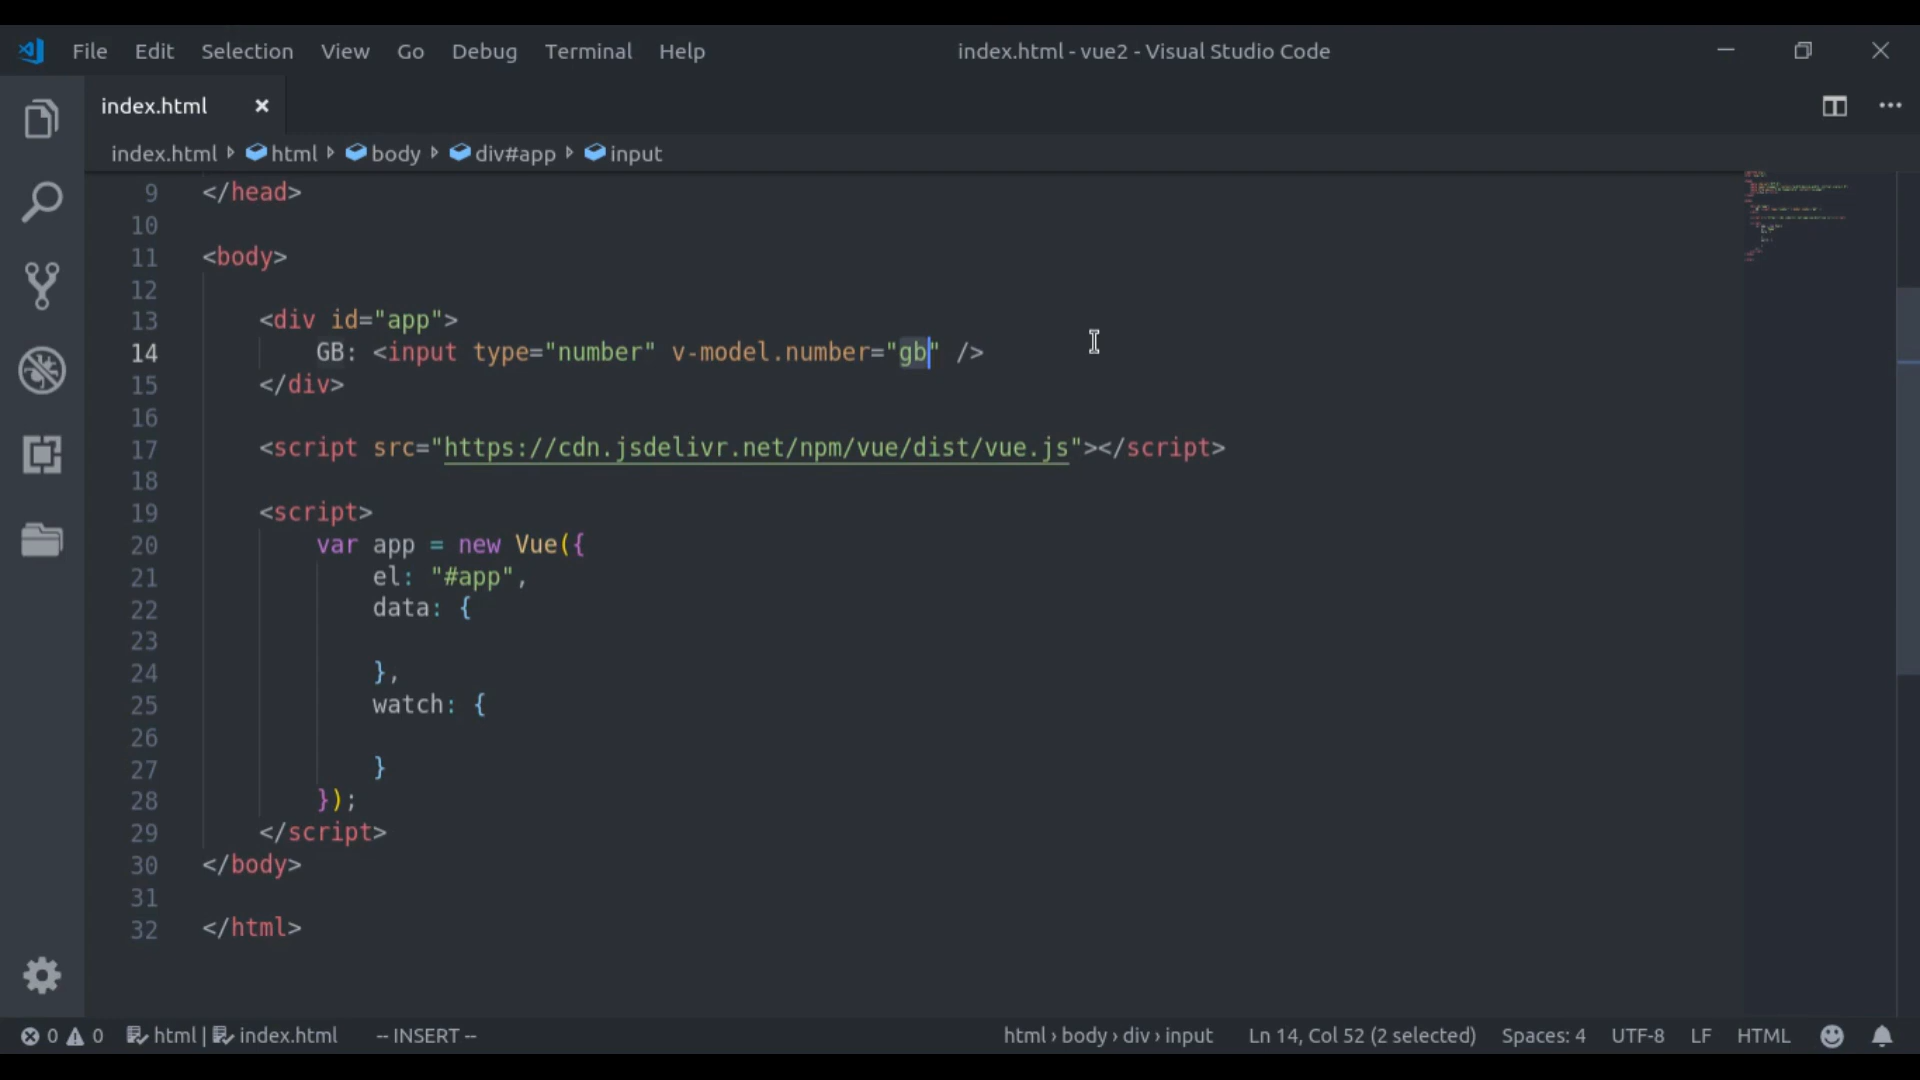 File Edit Selection View Go Debug Terminal Help index.html - vue2 - Visual Studio Code
index.html
index.html html body div#app input
9 </head>
10
11 <body>
12
13 <div id="app">
14 GB: <input type="number" v-model.number="gb" />
15 </div>
16
17 <script src="https://cdn.jsdelivr.net/npm/vue/dist/vue.js"></script>
18
19 <script>
20 var app = new Vue({
21 el: "#app",
22 data: {
23
24 },
25 watch: {
26
27 }
28 });
29 </script>
30 </body>
31
32 </html>
0 0 html | index.html -- INSERT -- html › body › div › input Ln 14, Col 52 (2 selected) Spaces: 4 UTF-8 LF HTML